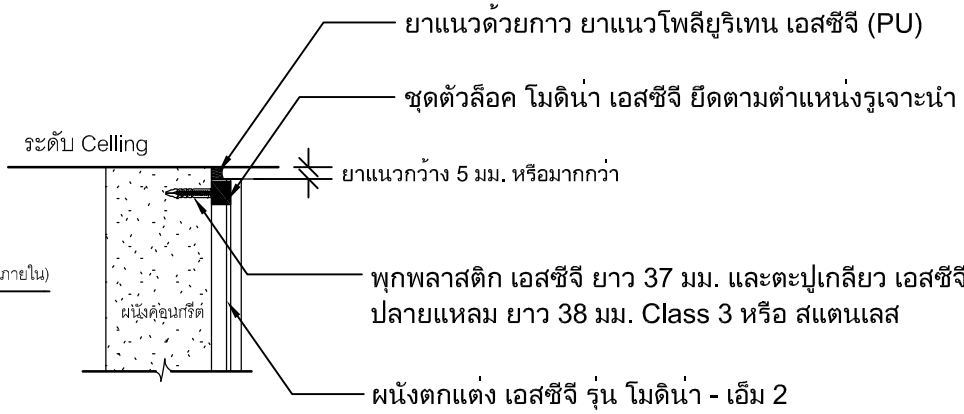 ยาแนวด้วยกาว ยาแนวโพลียูริเทน เอสซีจี (PU)
ชุดตัวล็อค โมดิน่า เอสซีจี ยึดตามตำแหน่งรูเจาะนำ
ระดับ Celling
ยาแนวกว้าง 5 มม. หรือมากกว่า
ภายใน)
พุกพลาสติก เอสซีจี ยาว 37 มม. และตะปูเกลียว เอสซีจี
ปลายแหลม ยาว 38 มม. Class 3 หรือ สแตนเลส
ผนังคอนกรีต
ผนังตกแต่ง เอสซีจี รุ่น โมดิน่า - เอ็ม 2